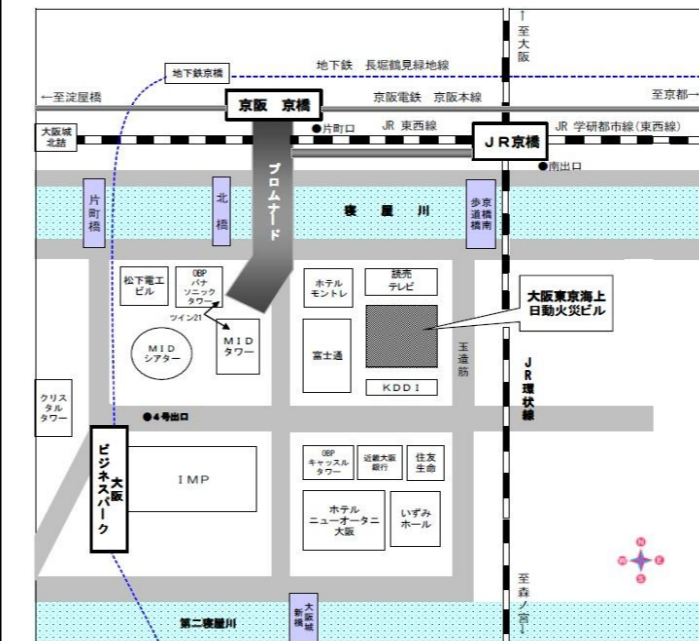 ↑至大阪
地下鉄 長堀鶴見緑地線
地下鉄京橋
←至淀屋橋
京阪 京橋
京阪電鉄 京阪本線
至京都→
大阪城
北詰
●片町口
JR 東西線
JR京橋
JR 学研都市線(東西線)
●南出口
プロムナード
片町橋
北橋
寝屋川
京橋南
歩道橋
松下電工
ビル
OBP
パナ
ソニック
タワー
ホテル
モントレ
読売
テレビ
大阪東京海上
日動火災ビル
ツイン21
MID
シアター
MID
タワー
富士通
玉造筋
JR環状線
KDDI
クリス
タルタワー
●4号出口
大阪
ビジネスパーク
IMP
OBP
キャッスル
タワー
近畿大阪
銀行
住友
生命
ホテル
ニューオータニ
大阪
いずみ
ホール
N
W
E
S
至森ノ宮↓
第二寝屋川
大阪城
新橋